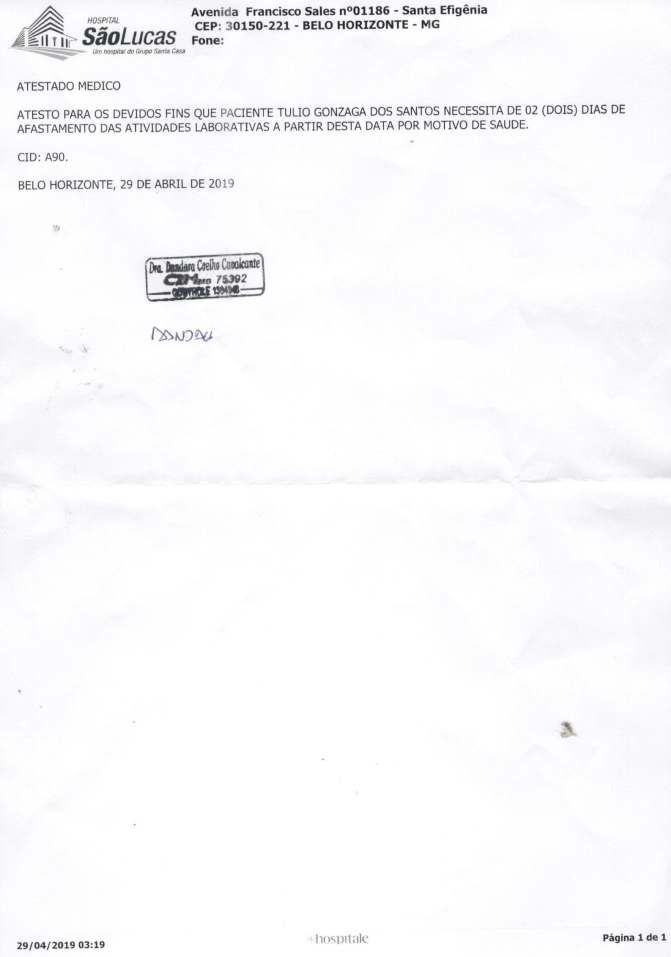 HOSPITAL
SãoLucas
Um hospital do Grupo Santa Casa
Avenida Francisco Sales nº01186 - Santa Efigênia
CEP: 30150-221 - BELO HORIZONTE - MG
Fone:
ATESTADO MEDICO
ATESTO PARA OS DEVIDOS FINS QUE PACIENTE TULIO GONZAGA DOS SANTOS NECESSITA DE 02 (DOIS) DIAS DE
AFASTAMENTO DAS ATIVIDADES LABORATIVAS A PARTIR DESTA DATA POR MOTIVO DE SAUDE.
CID: A90.
BELO HORIZONTE, 29 DE ABRIL DE 2019
Dra. Dandara Coelho Cavalcante
CRM MG 75392
CONTROLE
29/04/2019 03:19
+hospitale
Página 1 de 1